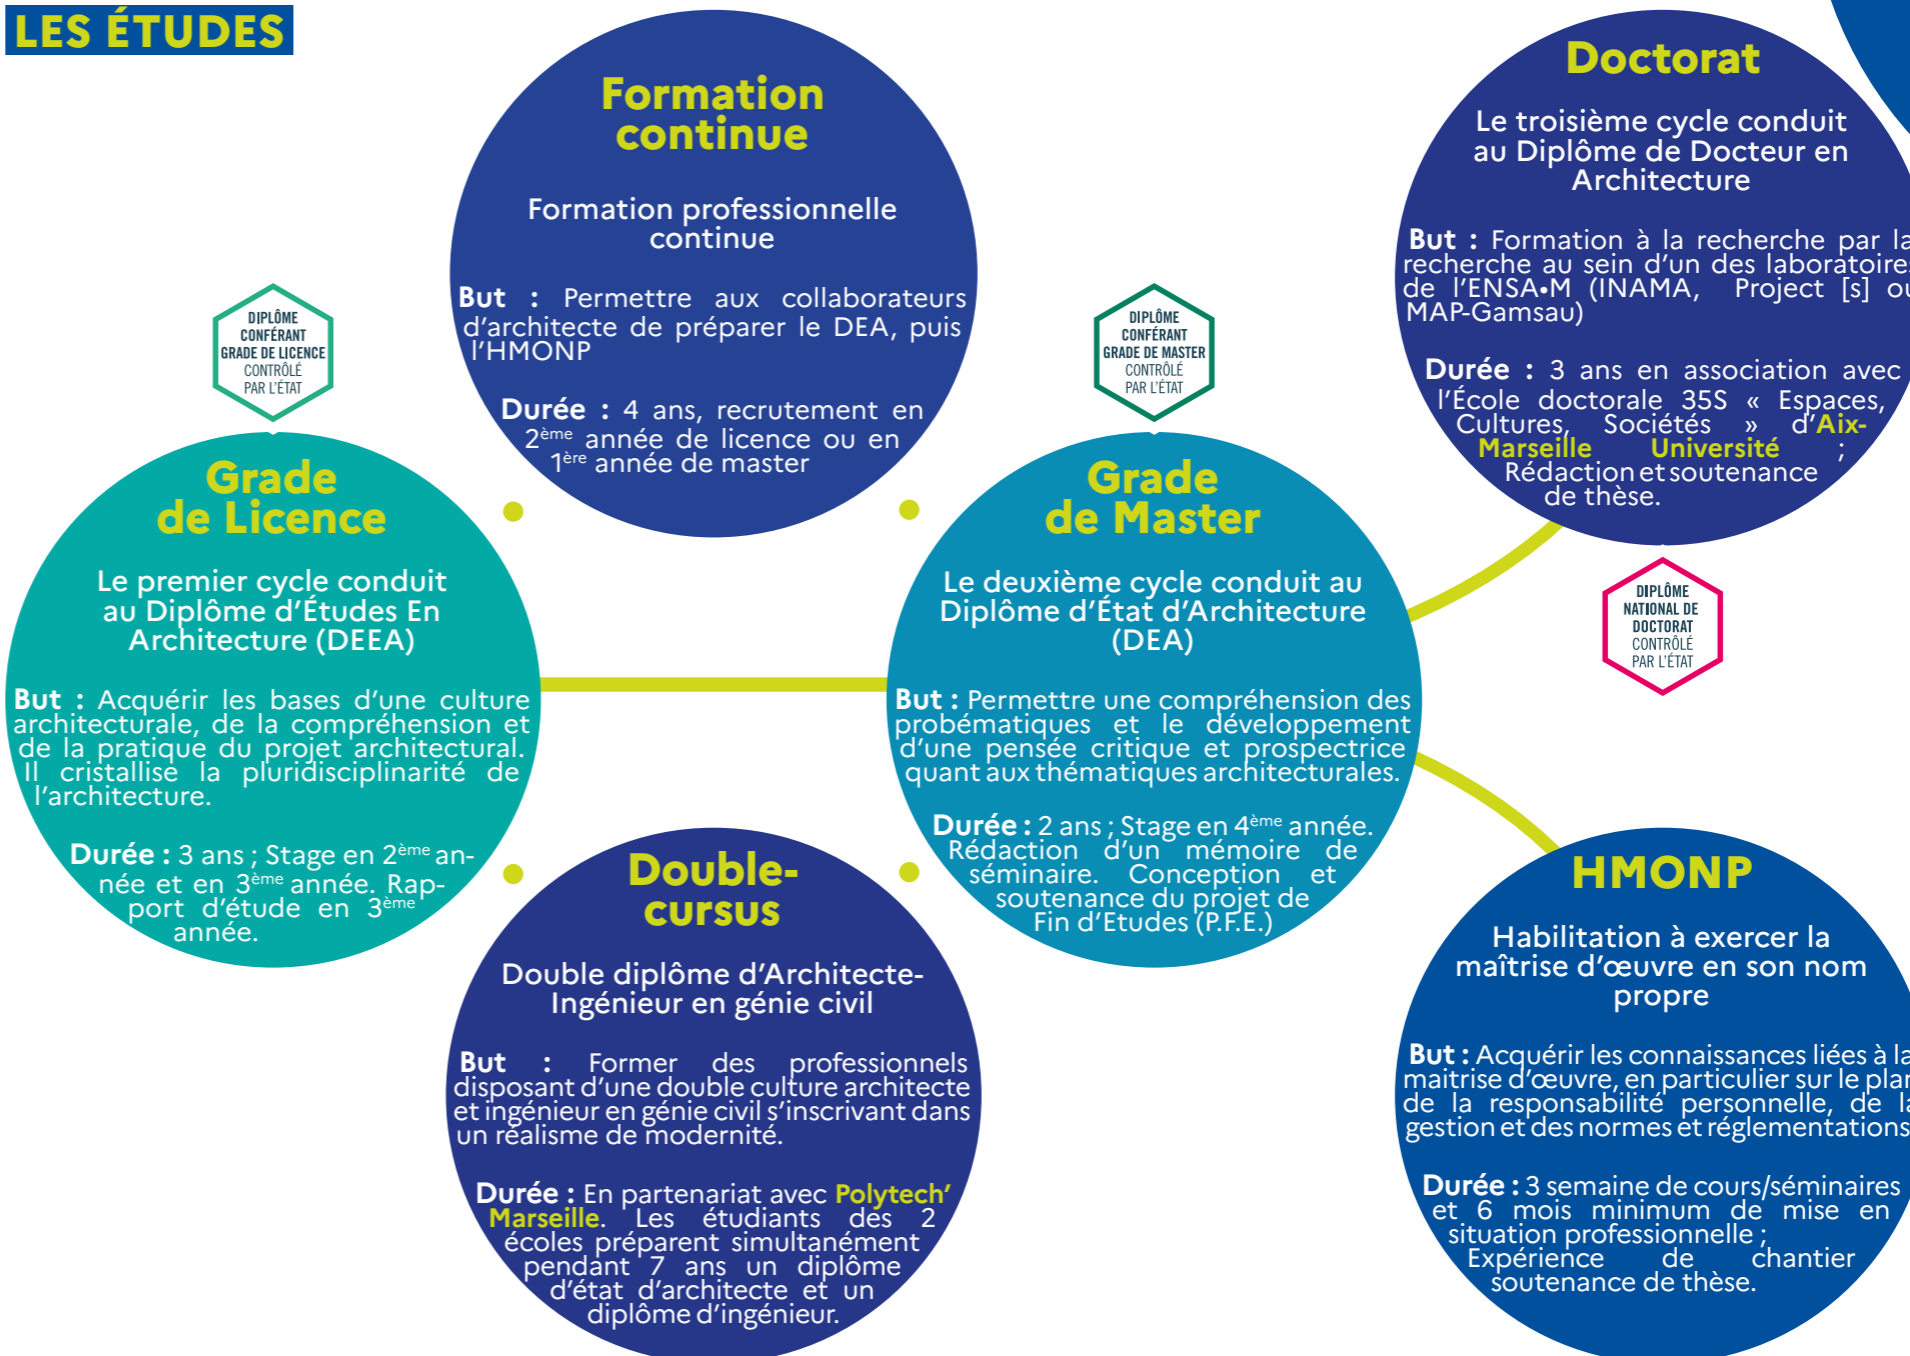 LES ÉTUDES
Formation
continue
Formation professionnelle
continue
But : Permettre aux collaborateurs
d'architecte de préparer le DEA, puis
l'HMONP
Durée : 4 ans, recrutement en
2ème année de licence ou en
1ère année de master
Doctorat
Le troisième cycle conduit
au Diplôme de Docteur en
Architecture
But : Formation à la recherche par la
recherche au sein d'un des laboratoires
de l'ENSA•M (INAMA, Project [s] ou
MAP-Gamsau)
Durée : 3 ans en association avec
l'École doctorale 35S « Espaces,
Cultures, Sociétés » d'Aix-
Marseille Université ;
Rédaction et soutenance
de thèse.
DIPLÔME
NATIONAL DE
DOCTORAT
CONTRÔLÉ
PAR L'ÉTAT
DIPLÔME
CONFÉRANT
GRADE DE LICENCE
CONTRÔLÉ
PAR L'ÉTAT
Grade
de Licence
Le premier cycle conduit
au Diplôme d'Études En
Architecture (DEEA)
But : Acquérir les bases d'une culture
architecturale, de la compréhension et
de la pratique du projet architectural.
Il cristallise la pluridisciplinarité de
l'architecture.
Durée : 3 ans ; Stage en 2ème an-
née et en 3ème année. Rap-
port d'étude en 3ème
année.
DIPLÔME
CONFÉRANT
GRADE DE MASTER
CONTRÔLÉ
PAR L'ÉTAT
Grade
de Master
Le deuxième cycle conduit au
Diplôme d'État d'Architecture
(DEA)
But : Permettre une compréhension des
probématiques et le développement
d'une pensée critique et prospectrice
quant aux thématiques architecturales.
Durée : 2 ans ; Stage en 4ème année.
Rédaction d'un mémoire de
séminaire. Conception et
soutenance du projet de
Fin d'Etudes (P.F.E.)
Double-
cursus
Double diplôme d'Architecte-
Ingénieur en génie civil
But : Former des professionnels
disposant d'une double culture architecte
et ingénieur en génie civil s'inscrivant dans
un réalisme de modernité.
Durée : En partenariat avec Polytech'
Marseille. Les étudiants des 2
écoles préparent simultanément
pendant 7 ans un diplôme
d'état d'architecte et un
diplôme d'ingénieur.
HMONP
Habilitation à exercer la
maîtrise d'œuvre en son nom
propre
But : Acquérir les connaissances liées à la
maitrise d'œuvre, en particulier sur le plan
de la responsabilité personnelle, de la
gestion et des normes et réglementations
Durée : 3 semaine de cours/séminaires
et 6 mois minimum de mise en
situation professionnelle ;
Expérience de chantier
soutenance de thèse.